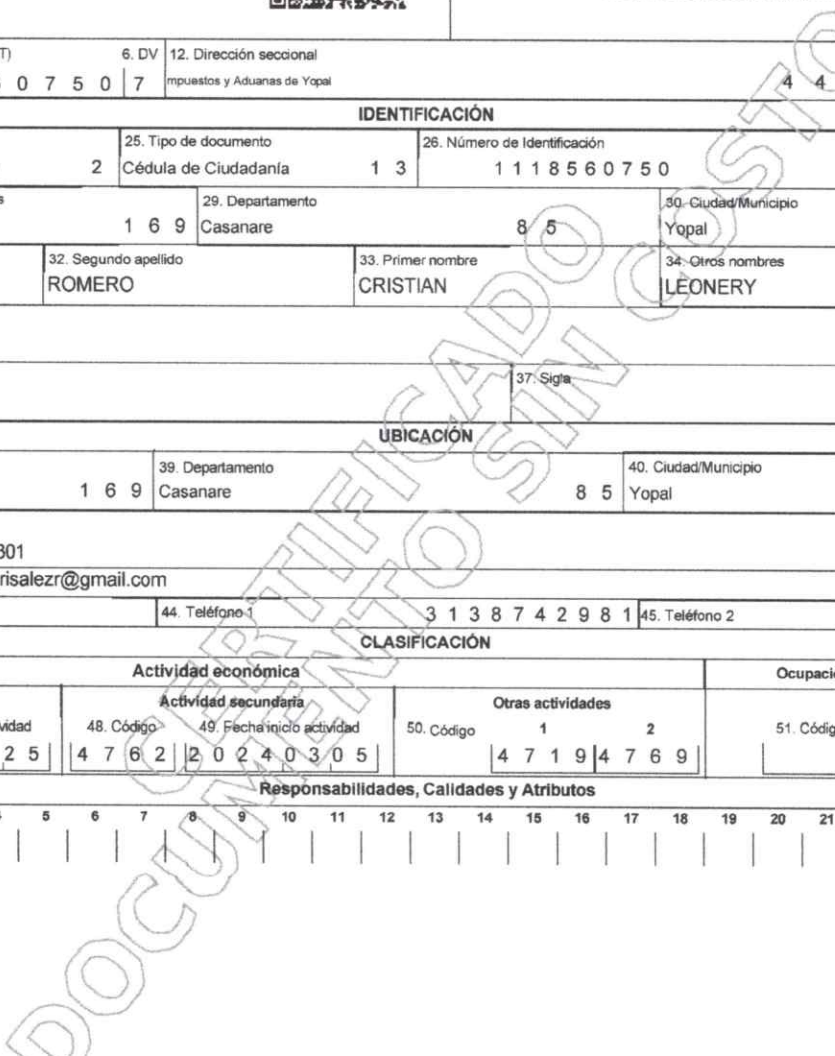 T) 6. DV 12. Dirección seccional
0 7 5 0 7 mpuestos y Aduanas de Yopal 4 4
IDENTIFICACIÓN
25. Tipo de documento 26. Número de Identificación
2 Cédula de Ciudadanía 1 3 1 1 1 8 5 6 0 7 5 0
29. Departamento 30. Ciudad/Municipio
1 6 9 Casanare 8 5 Yopal
32. Segundo apellido 33. Primer nombre 34. Otros nombres
ROMERO CRISTIAN LEONERY
37. Sigla
UBICACIÓN
39. Departamento 40. Ciudad/Municipio
1 6 9 Casanare 8 5 Yopal
301
risalezr@gmail.com
44. Teléfono 1 3 1 3 8 7 4 2 9 8 1 45. Teléfono 2
CLASIFICACIÓN
Actividad económica Ocupació
Actividad secundaria Otras actividades
vidad 48. Código 49. Fecha inicio actividad 50. Código 1 2 51. Códig
2 5 4 7 6 2 2 0 2 4 0 3 0 5 4 7 1 9 4 7 6 9
Responsabilidades, Calidades y Atributos
5 6 7 8 9 10 11 12 13 14 15 16 17 18 19 20 21
CERTIFICADO
DOCUMENTO SIN COSTO